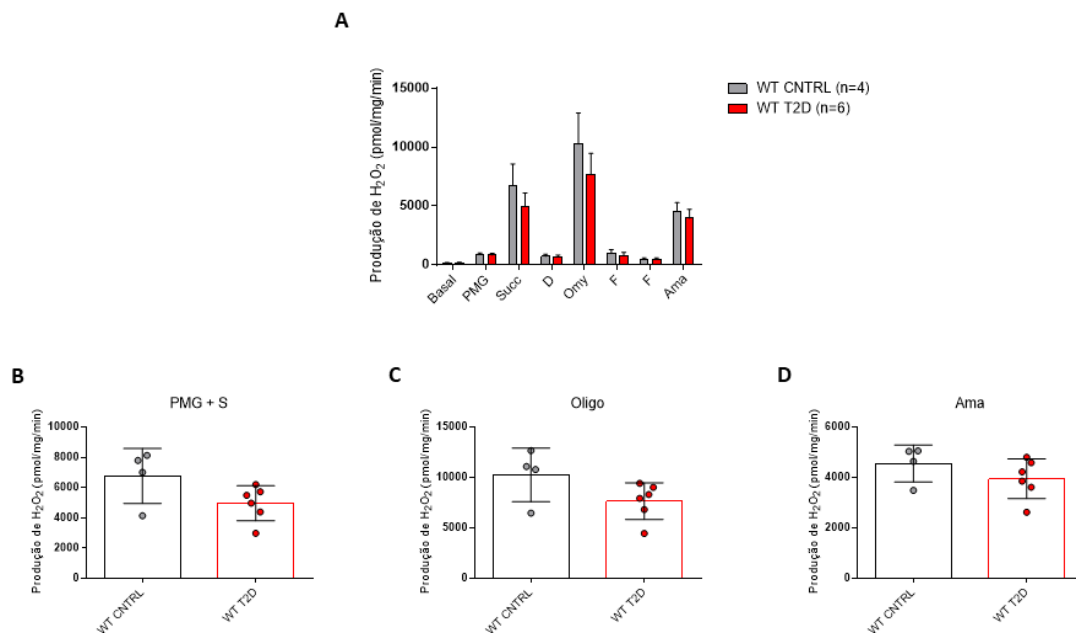 A
Produção de H₂O₂ (pmol/mg/min)
15000
10000
5000
0
Basal
PMG
Succ
D
Omy
F
F
Ama
WT CNTRL (n=4)
WT T2D (n=6)
B
PMG + S
Produção de H₂O₂ (pmol/mg/min)
10000
8000
6000
4000
2000
0
WT CNTRL
WT T2D
C
Oligo
Produção de H₂O₂ (pmol/mg/min)
15000
10000
5000
0
WT CNTRL
WT T2D
D
Ama
Produção de H₂O₂ (pmol/mg/min)
6000
4000
2000
0
WT CNTRL
WT T2D